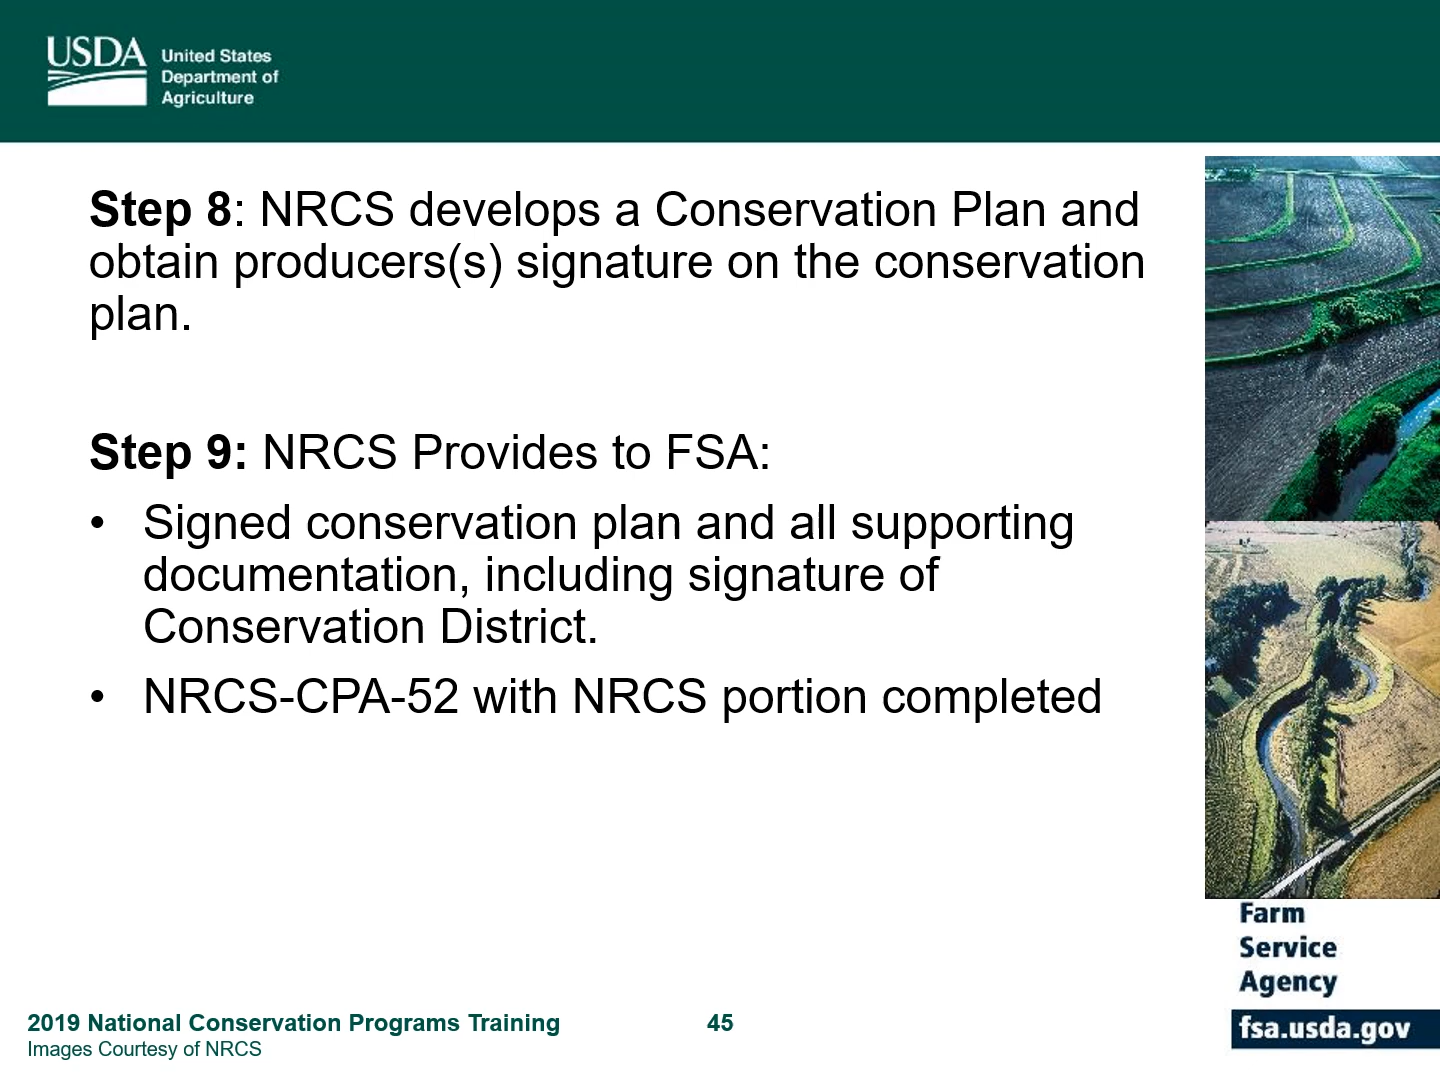 USDA
United States
Department of
Agriculture
Step 8: NRCS develops a Conservation Plan and
obtain producers(s) signature on the conservation
plan.
Step 9: NRCS Provides to FSA:
• Signed conservation plan and all supporting
documentation, including signature of
Conservation District.
• NRCS-CPA-52 with NRCS portion completed
Farm
Service
Agency
fsa.usda.gov
2019 National Conservation Programs Training
45
Images Courtesy of NRCS